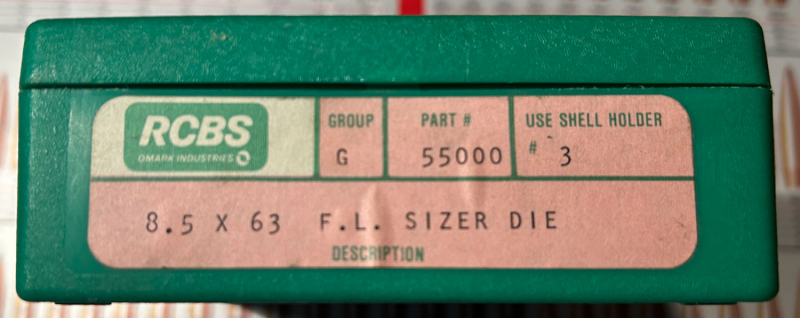 RCBS
OMARK INDUSTRIES
GROUP
G
PART #
55000
USE SHELL HOLDER
# 3
8.5 X 63 F.L. SIZER DIE
DESCRIPTION